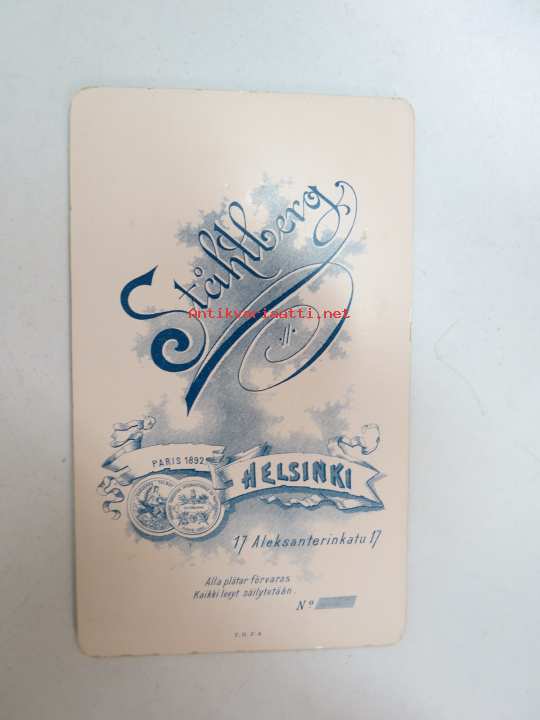 Ståhlberg
Antikvariaatti.net
PARIS 1892
HELSINKI
17 Aleksanterinkatu 17
Alla plåtar förvaras
Kaikki levyt säilytetään.
Nº